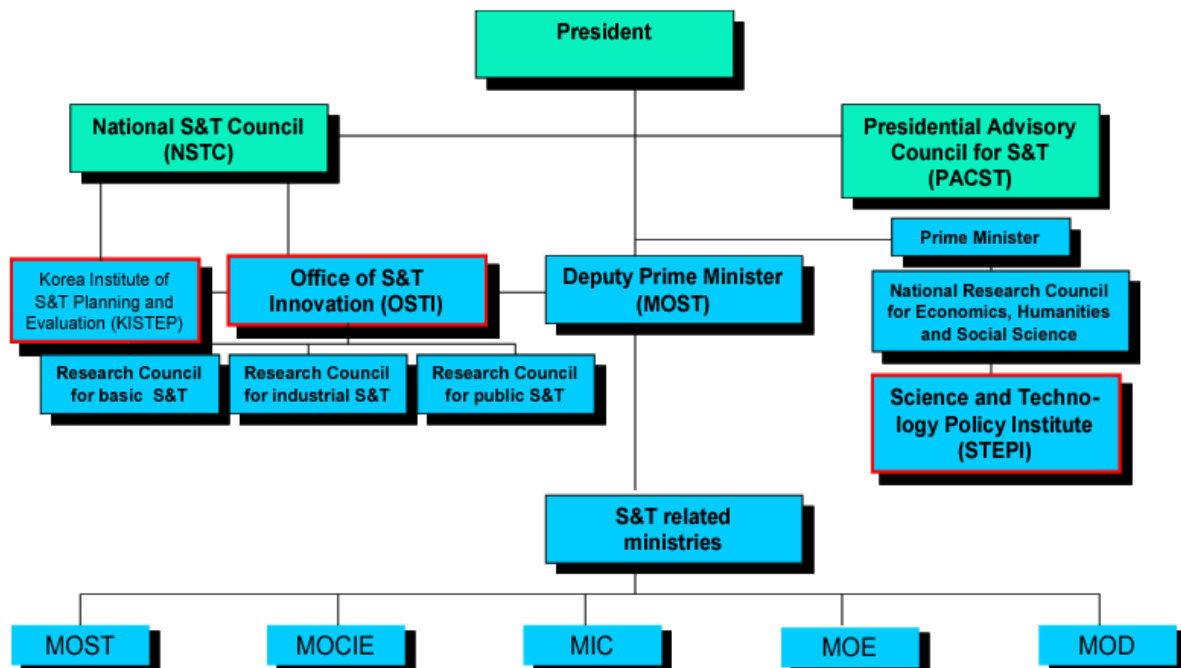 President
National S&T Council
(NSTC)
Presidential Advisory
Council for S&T
(PACST)
Prime Minister
Korea Institute of
S&T Planning and
Evaluation (KISTEP)
Office of S&T
Innovation (OSTI)
Deputy Prime Minister
(MOST)
National Research Council
for Economics, Humanities
and Social Science
Research Council
for basic S&T
Research Council
for industrial S&T
Research Council
for public S&T
Science and Techno-
logy Policy Institute
(STEPI)
S&T related
ministries
MOST
MOCIE
MIC
MOE
MOD